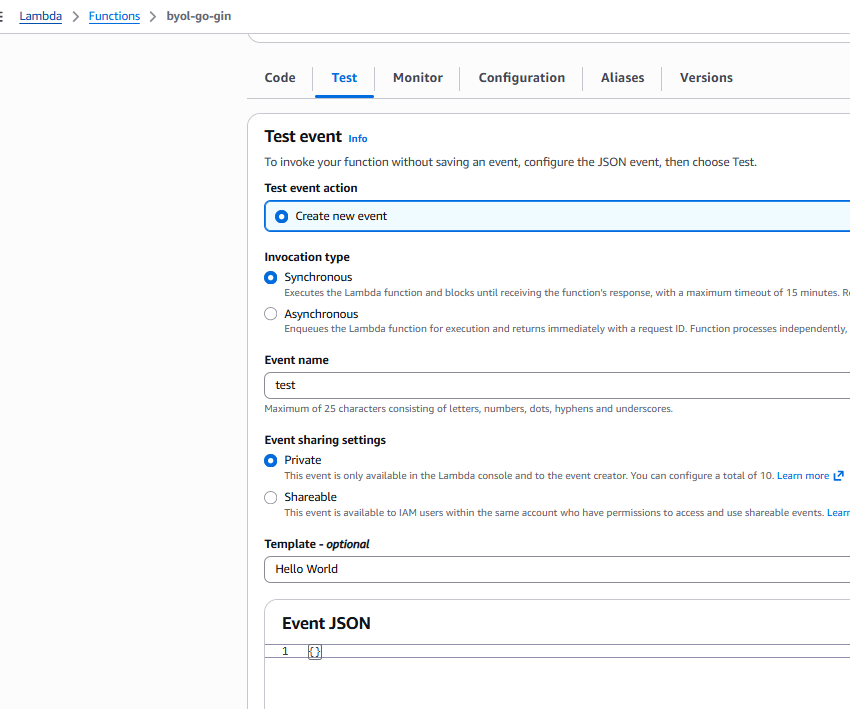 Lambda > Functions > byol-go-gin
Code Test Monitor Configuration Aliases Versions
Test event Info
To invoke your function without saving an event, configure the JSON event, then choose Test.
Test event action
Create new event
Invocation type
Synchronous
Executes the Lambda function and blocks until receiving the function's response, with a maximum timeout of 15 minutes.
Asynchronous
Enqueues the Lambda function for execution and returns immediately with a request ID. Function processes independently,
Event name
test
Maximum of 25 characters consisting of letters, numbers, dots, hyphens and underscores.
Event sharing settings
Private
This event is only available in the Lambda console and to the event creator. You can configure a total of 10. Learn more
Shareable
This event is available to IAM users within the same account who have permissions to access and use shareable events. Learn
Template - optional
Hello World
Event JSON
1 {}